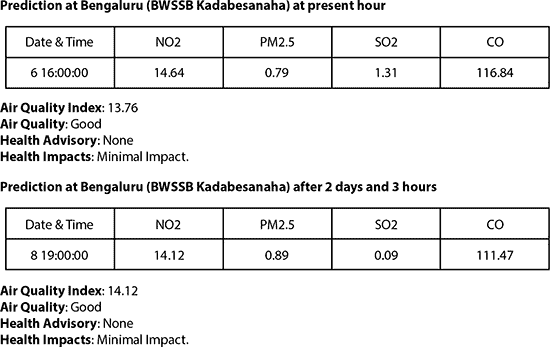 Prediction at Bengaluru (BWSSB Kadabesanaha) at present hour
Date & Time NO2 PM2.5 SO2 CO
6 16:00:00 14.64 0.79 1.31 116.84
Air Quality Index: 13.76
Air Quality: Good
Health Advisory: None
Health Impacts: Minimal Impact.
Prediction at Bengaluru (BWSSB Kadabesanaha) after 2 days and 3 hours
Date & Time NO2 PM2.5 SO2 CO
8 19:00:00 14.12 0.89 0.09 111.47
Air Quality Index: 14.12
Air Quality: Good
Health Advisory: None
Health Impacts: Minimal Impact.